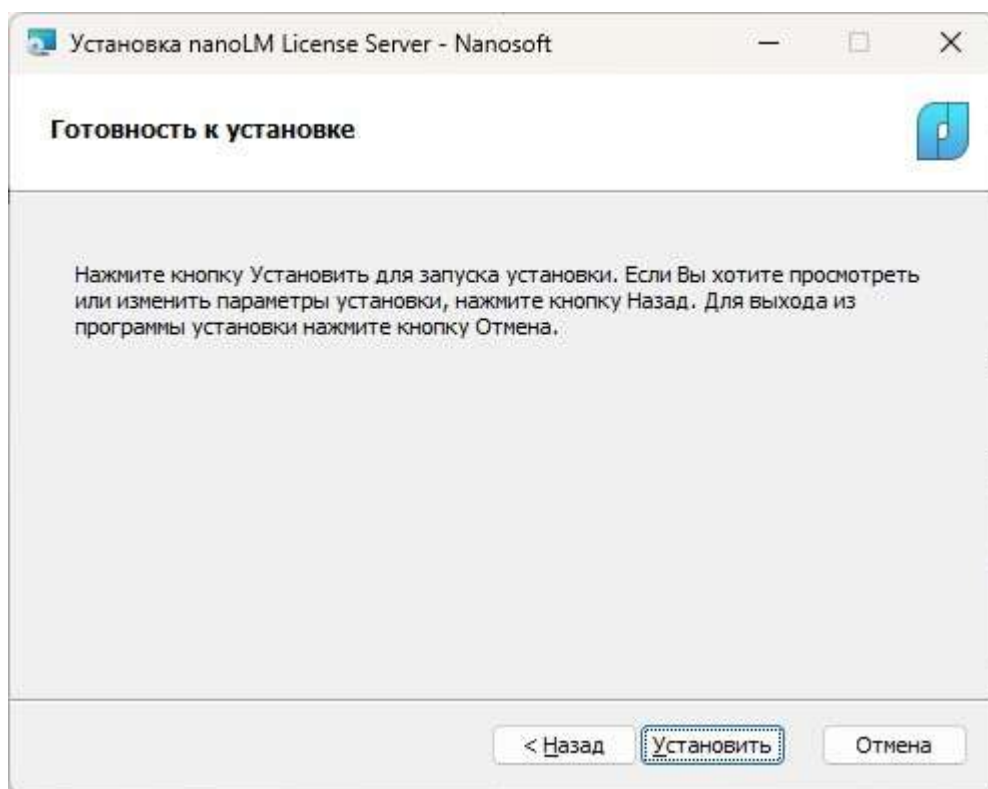 Установка nanoLM License Server - Nanosoft
Готовность к установке
Нажмите кнопку Установить для запуска установки. Если Вы хотите просмотреть
или изменить параметры установки, нажмите кнопку Назад. Для выхода из
программы установки нажмите кнопку Отмена.
< Назад Установить Отмена